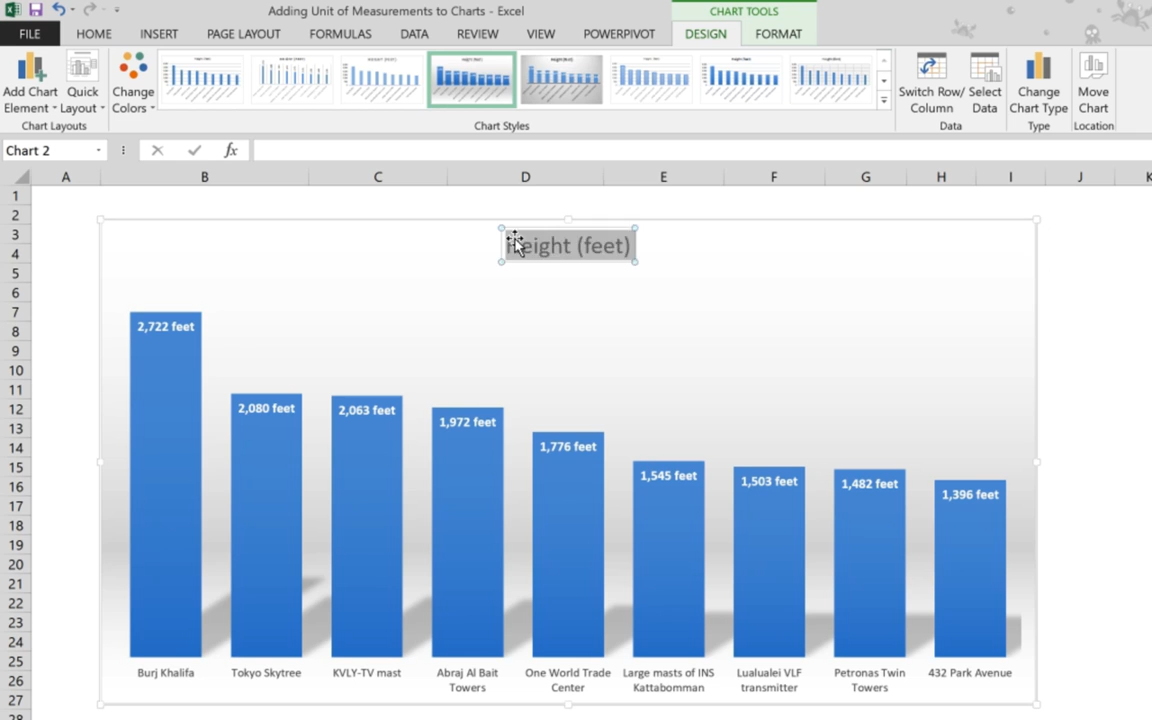 Adding Unit of Measurements to Charts - Excel
CHART TOOLS
FILE HOME INSERT PAGE LAYOUT FORMULAS DATA REVIEW VIEW POWERPIVOT DESIGN FORMAT
Add Chart Element
Quick Layout
Change Colors
Switch Row/ Column
Select Data
Change Chart Type
Move Chart
Chart Layouts
Chart Styles
Data
Type
Location
Chart 2
fx
A B C D E F G H I J K
1
2
3
4
5
6
7
8
9
10
11
12
13
14
15
16
17
18
19
20
21
22
23
24
25
26
27
28
Height (feet)
2,722 feet
2,080 feet
2,063 feet
1,972 feet
1,776 feet
1,545 feet
1,503 feet
1,482 feet
1,396 feet
Burj Khalifa
Tokyo Skytree
KVLY-TV mast
Abraj Al Bait
Towers
One World Trade
Center
Large masts of INS
Kattabomman
Lualualei VLF
transmitter
Petronas Twin
Towers
432 Park Avenue